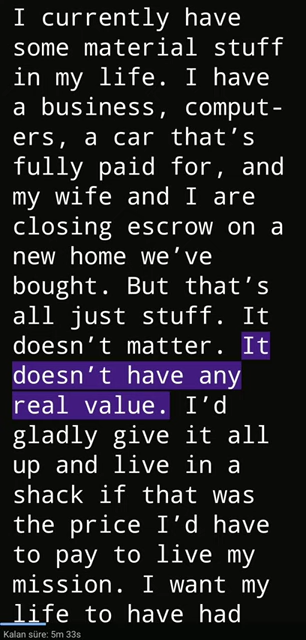 I currently have
some material stuff
in my life. I have
a business, comput-
ers, a car that’s
fully paid for, and
my wife and I are
closing escrow on a
new home we’ve
bought. But that’s
all just stuff. It
doesn’t matter. It
doesn’t have any
real value. I’d
gladly give it all
up and live in a
shack if that was
the price I’d have
to pay to live my
mission. I want my
life to have had
Kalan süre: 5m 33s